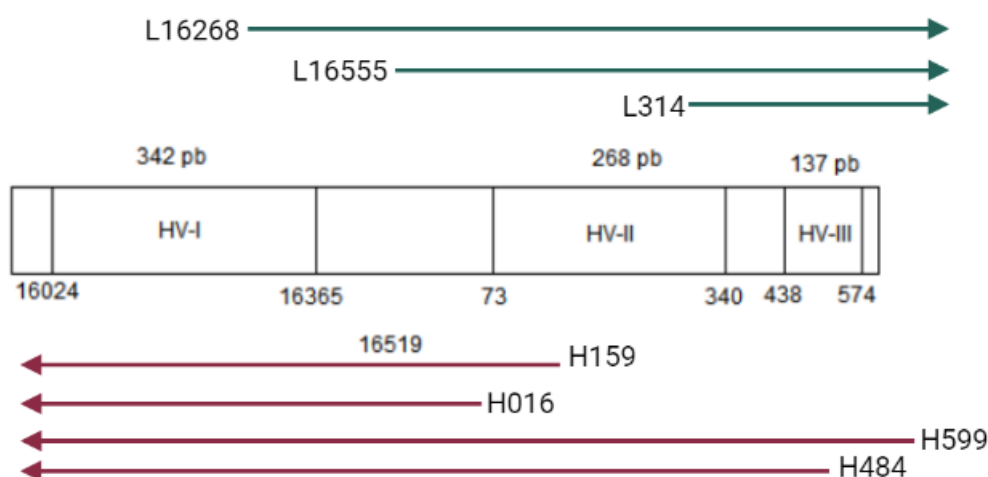 L16268
L16555
L314
342 pb 268 pb 137 pb
HV-I HV-II HV-III
16024 16365 73 340 438 574
16519
H159
H016
H599
H484